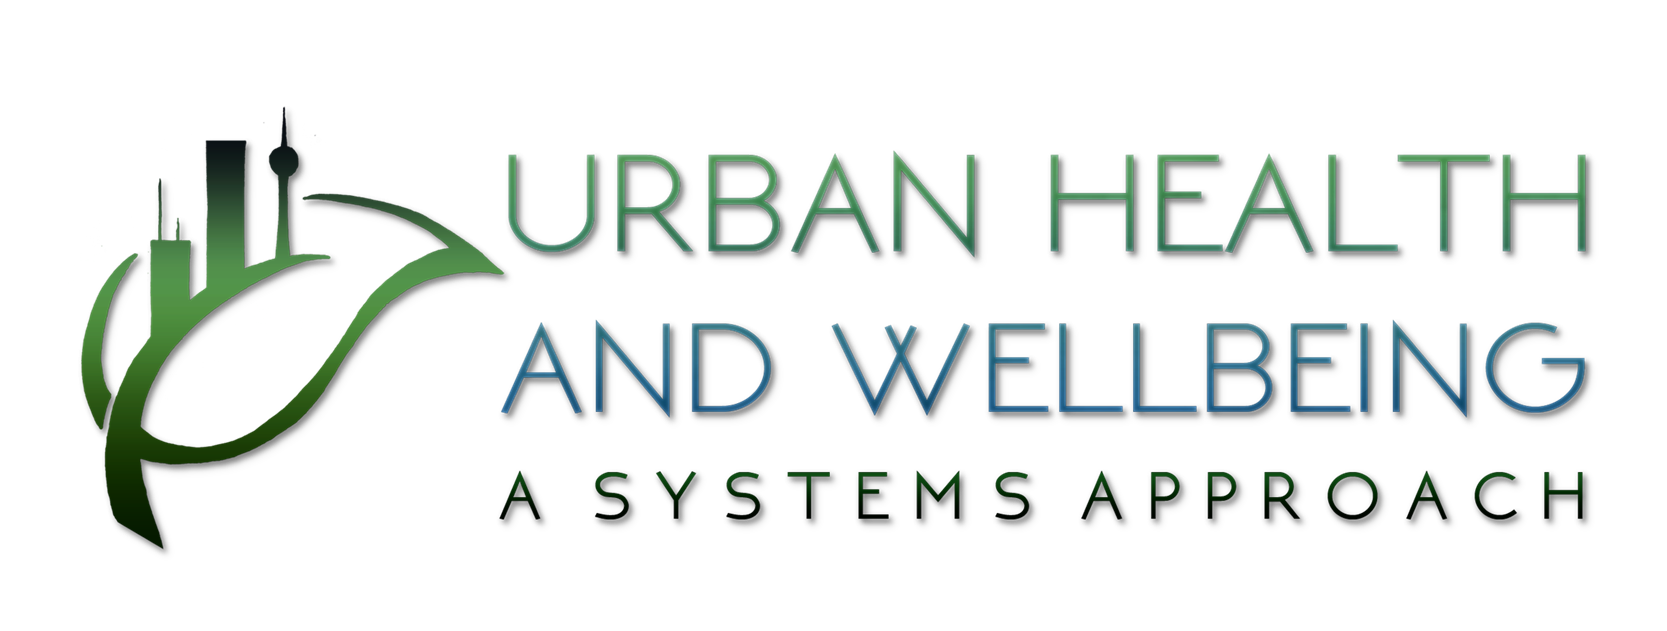 URBAN HEALTH
AND WELLBEING
A SYSTEMS APPROACH